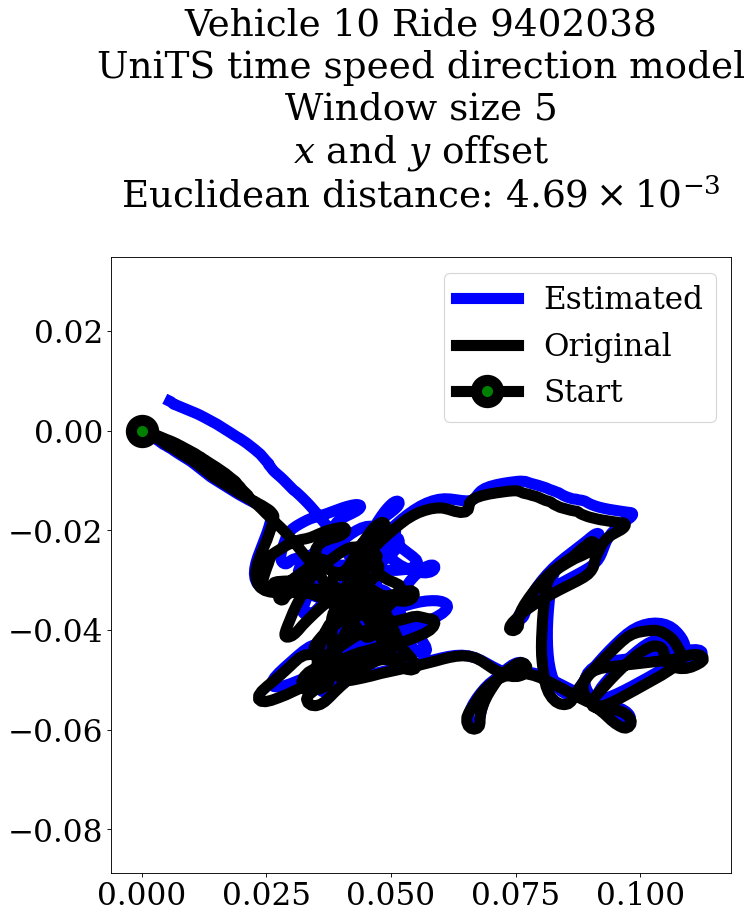 Vehicle 10 Ride 9402038
UniTS time speed direction model
Window size 5
x and y offset
Euclidean distance: 4.69 × 10⁻³
Estimated
Original
Start
0.02
0.00
−0.02
−0.04
−0.06
−0.08
0.000 0.025 0.050 0.075 0.100